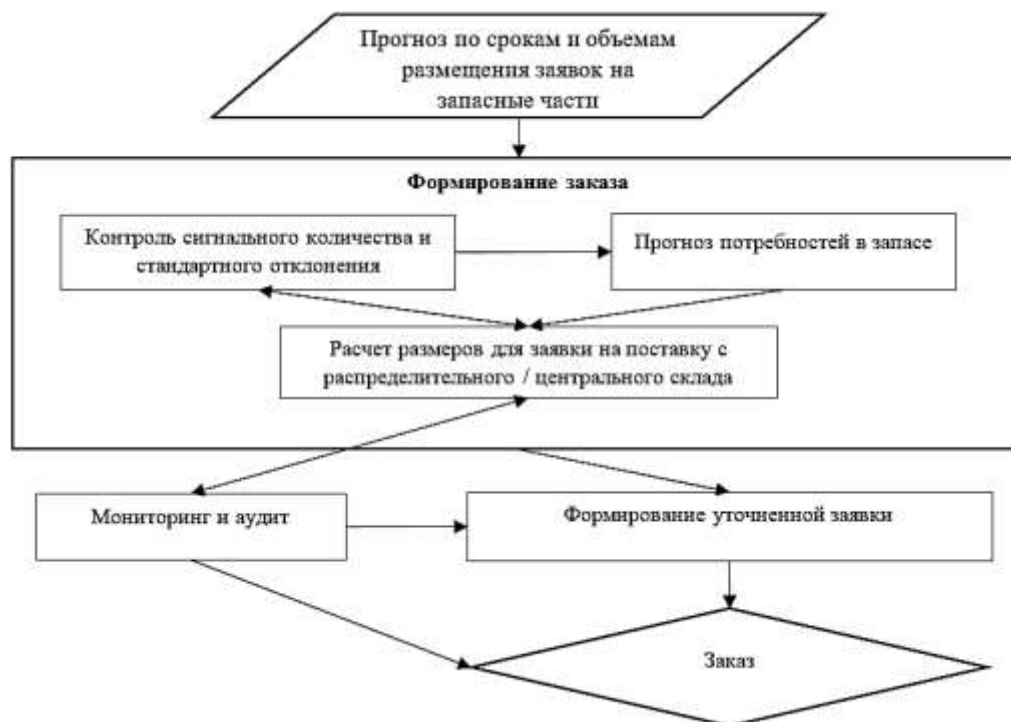 Прогноз по срокам и объемам
размещения заявок на
запасные части
Формирование заказа
Контроль сигнального количества и
стандартного отклонения
Прогноз потребностей в запасе
Расчет размеров для заявки на поставку с
распределительного / центрального склада
Мониторинг и аудит
Формирование уточненной заявки
Заказ